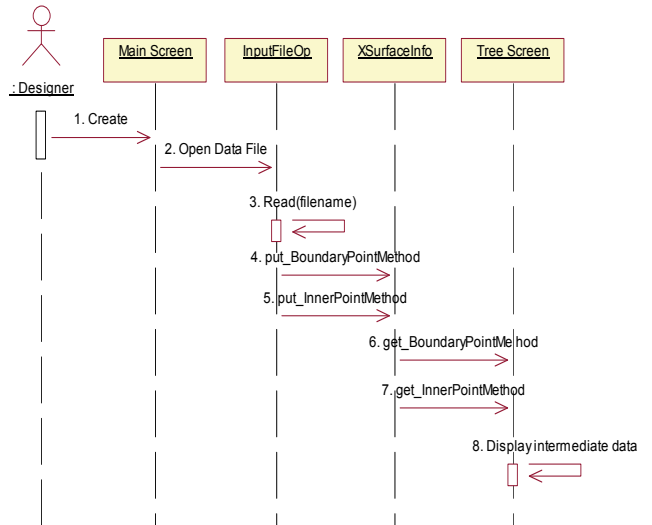 Main Screen
InputFileOp
XSurfaceInfo
Tree Screen
: Designer
1. Create
2. Open Data File
3. Read(filename)
4. put_BoundaryPointMethod
5. put_InnerPointMethod
6. get_BoundaryPointMethod
7. get_InnerPointMethod
8. Display intermediate data